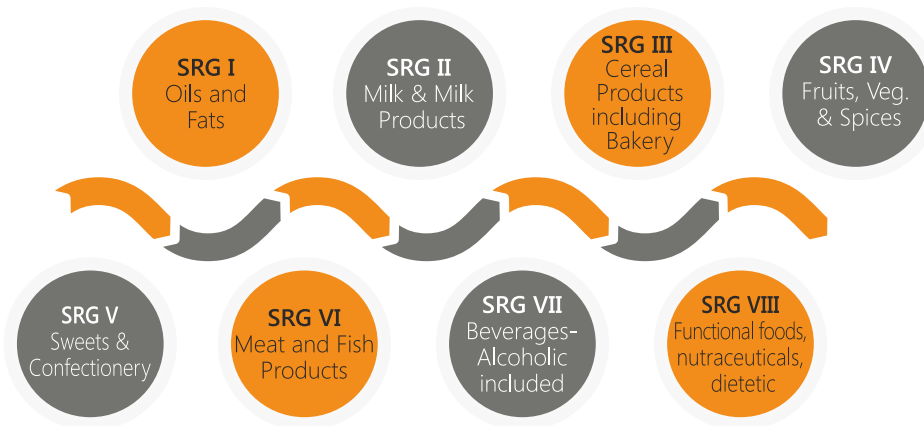 SRG I
Oils and
Fats
SRG II
Milk & Milk
Products
SRG III
Cereal
Products
including
Bakery
SRG IV
Fruits, Veg.
& Spices
SRG V
Sweets &
Confectionery
SRG VI
Meat and Fish
Products
SRG VII
Beverages-
Alcoholic
included
SRG VIII
Functional foods,
nutraceuticals,
dietetic